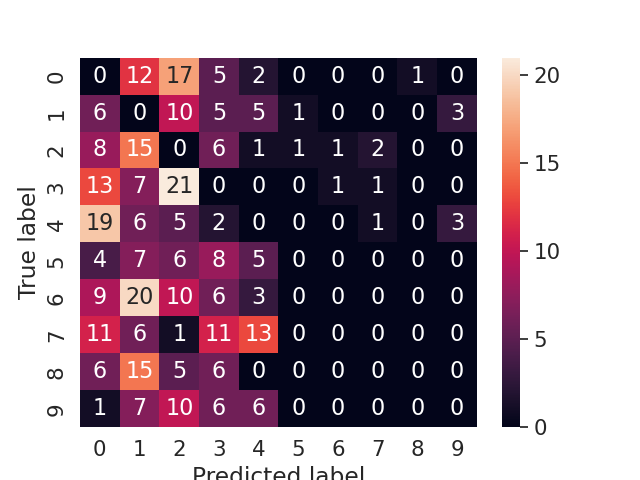 0 0 12 17 5 2 0 0 0 1 0
1 6 0 10 5 5 1 0 0 0 3
2 8 15 0 6 1 1 1 2 0 0
3 13 7 21 0 0 0 1 1 0 0
4 19 6 5 2 0 0 0 1 0 3
5 4 7 6 8 5 0 0 0 0 0
6 9 20 10 6 3 0 0 0 0 0
7 11 6 1 11 13 0 0 0 0 0
8 6 15 5 6 0 0 0 0 0 0
9 1 7 10 6 6 0 0 0 0 0
0 1 2 3 4 5 6 7 8 9
True label
Predicted label
20
15
10
5
0